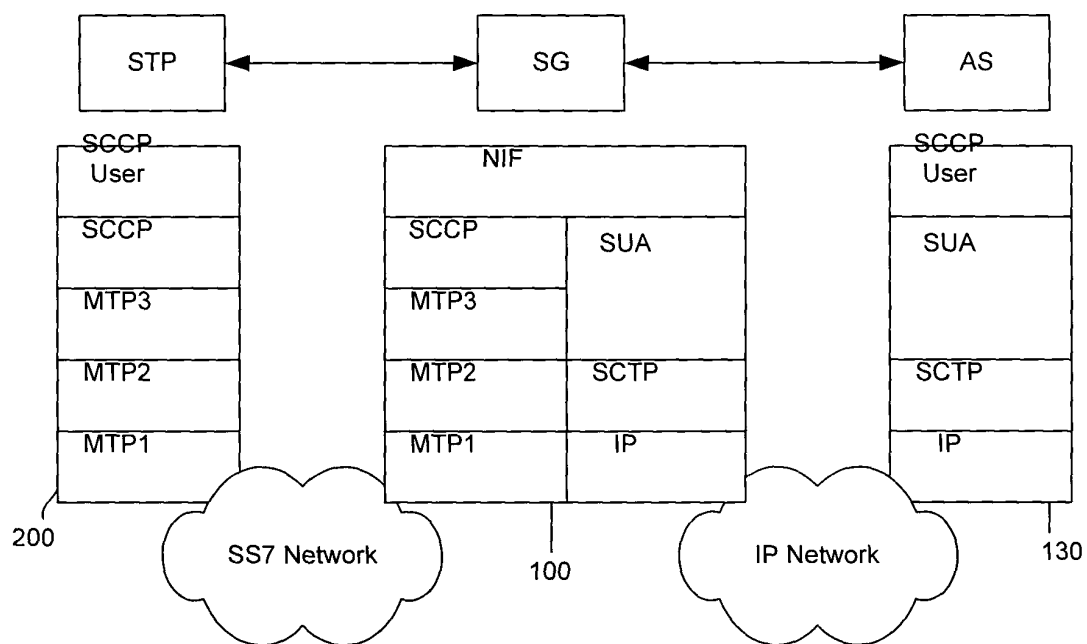 STP
SG
AS
SCCP
User
SCCP
MTP3
MTP2
MTP1
NIF
SCCP
MTP3
MTP2
MTP1
SUA
SCTP
IP
SCCP
User
SUA
SCTP
IP
200
SS7 Network
100
IP Network
130